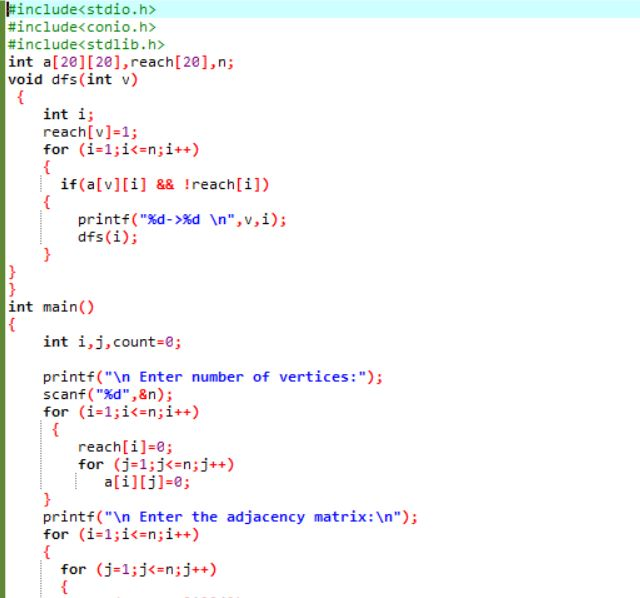 #include<stdio.h>
#include<conio.h>
#include<stdlib.h>
int a[20][20],reach[20],n;
void dfs(int v)
{
int i;
reach[v]=1;
for (i=1;i<=n;i++)
{
if(a[v][i] && !reach[i])
{
printf("%d->%d \n",v,i);
dfs(i);
}
}
}
int main()
{
int i,j,count=0;
printf("\n Enter number of vertices:");
scanf("%d",&n);
for (i=1;i<=n;i++)
{
reach[i]=0;
for (j=1;j<=n;j++)
a[i][j]=0;
}
printf("\n Enter the adjacency matrix:\n");
for (i=1;i<=n;i++)
{
for (j=1;j<=n;j++)
{